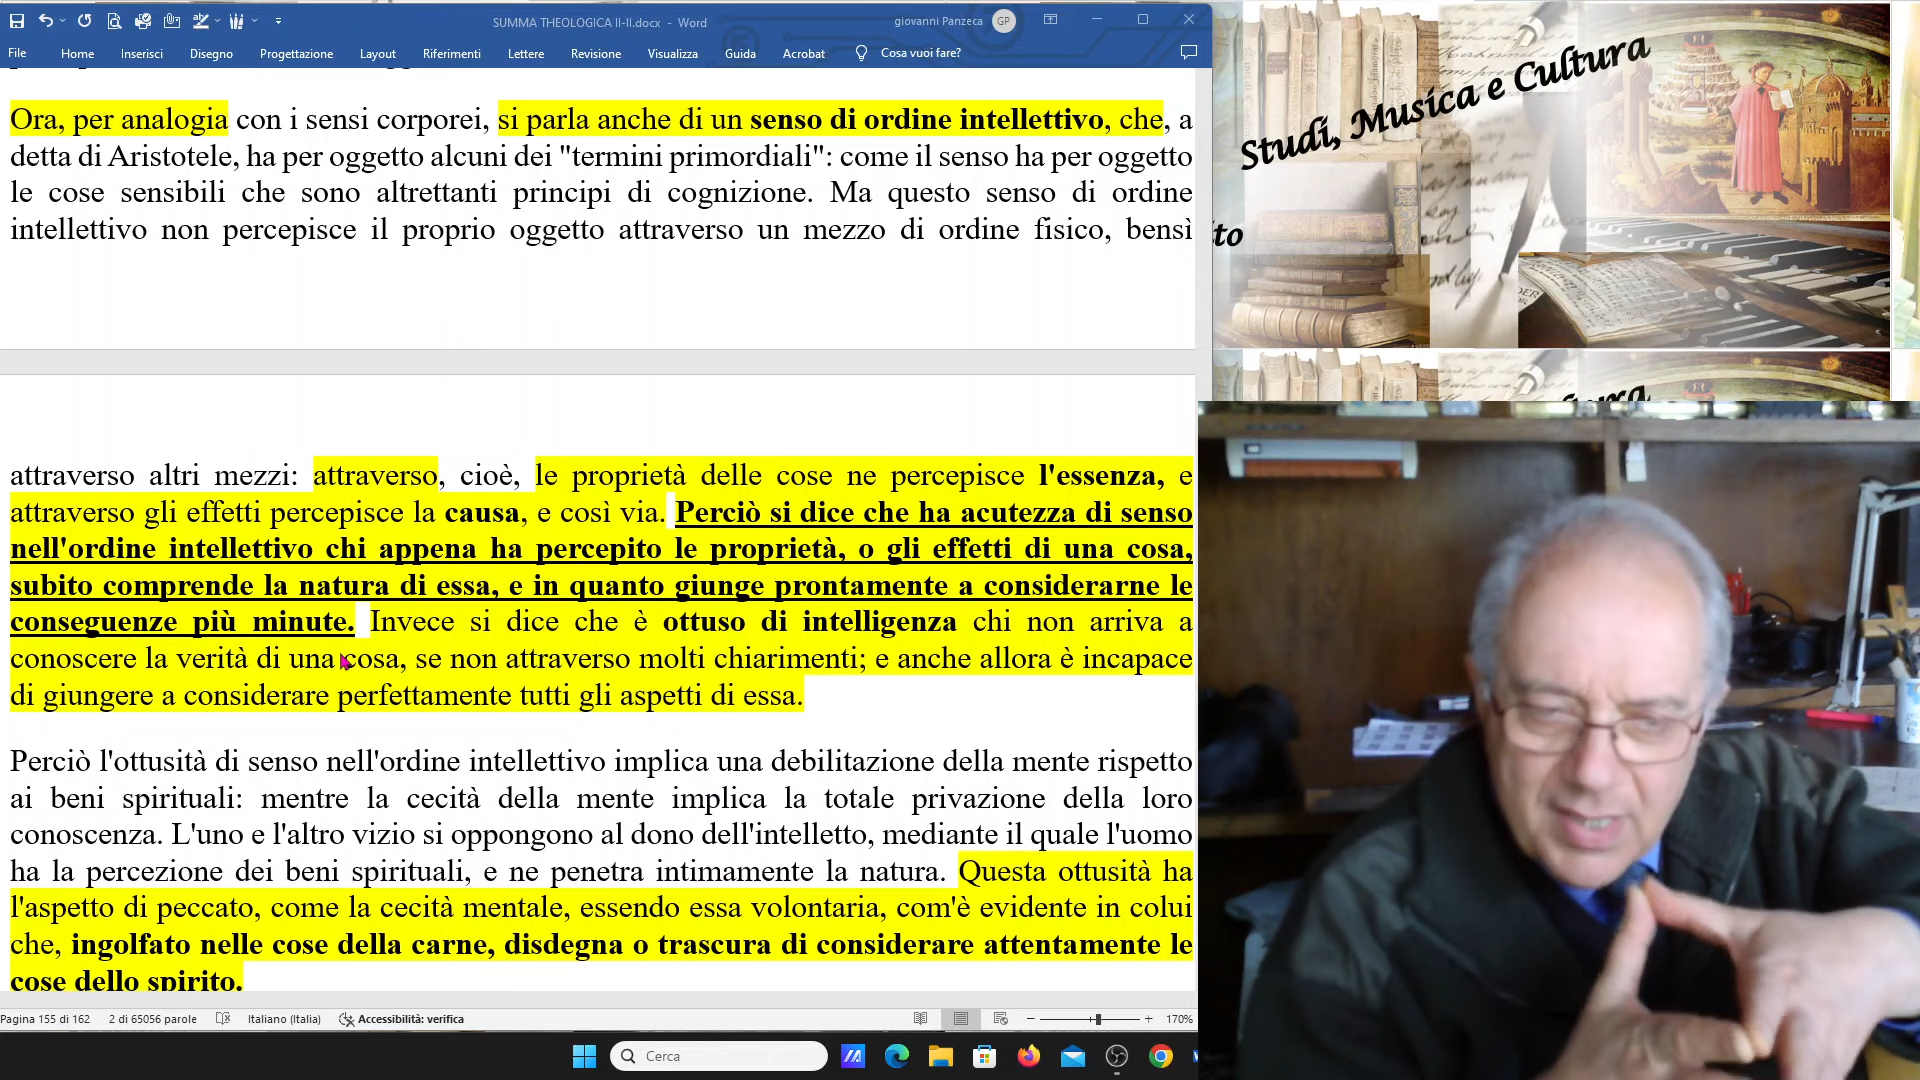 SUMMA THEOLOGICA II-II.docx - Word
giovanni Panzeca GP
File Home Inserisci Disegno Progettazione Layout Riferimenti Lettere Revisione Visualizza Guida Acrobat Cosa vuoi fare?
Ora, per analogia con i sensi corporei, si parla anche di un senso di ordine intellettivo, che, a
detta di Aristotele, ha per oggetto alcuni dei "termini primordiali": come il senso ha per oggetto
le cose sensibili che sono altrettanti principi di cognizione. Ma questo senso di ordine
intellettivo non percepisce il proprio oggetto attraverso un mezzo di ordine fisico, bensì
attraverso altri mezzi: attraverso, cioè, le proprietà delle cose ne percepisce l'essenza, e
attraverso gli effetti percepisce la causa, e così via. Perciò si dice che ha acutezza di senso
nell'ordine intellettivo chi appena ha percepito le proprietà, o gli effetti di una cosa,
subito comprende la natura di essa, e in quanto giunge prontamente a considerarne le
conseguenze più minute. Invece si dice che è ottuso di intelligenza chi non arriva a
conoscere la verità di una cosa, se non attraverso molti chiarimenti; e anche allora è incapace
di giungere a considerare perfettamente tutti gli aspetti di essa.
Perciò l'ottusità di senso nell'ordine intellettivo implica una debilitazione della mente rispetto
ai beni spirituali: mentre la cecità della mente implica la totale privazione della loro
conoscenza. L'uno e l'altro vizio si oppongono al dono dell'intelletto, mediante il quale l'uomo
ha la percezione dei beni spirituali, e ne penetra intimamente la natura. Questa ottusità ha
l'aspetto di peccato, come la cecità mentale, essendo essa volontaria, com'è evidente in colui
che, ingolfato nelle cose della carne, disdegna o trascura di considerare attentamente le
cose dello spirito.
Pagina 155 di 162 2 di 65056 parole Italiano (Italia) Accessibilità: verifica 170%
Cerca
Studi, Musica e Cultura